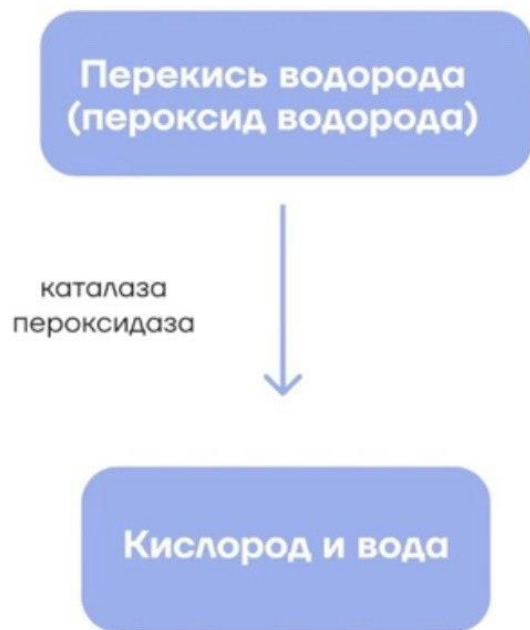 Перекись водорода
(пероксид водорода)
каталаза
пероксидаза
Кислород и вода